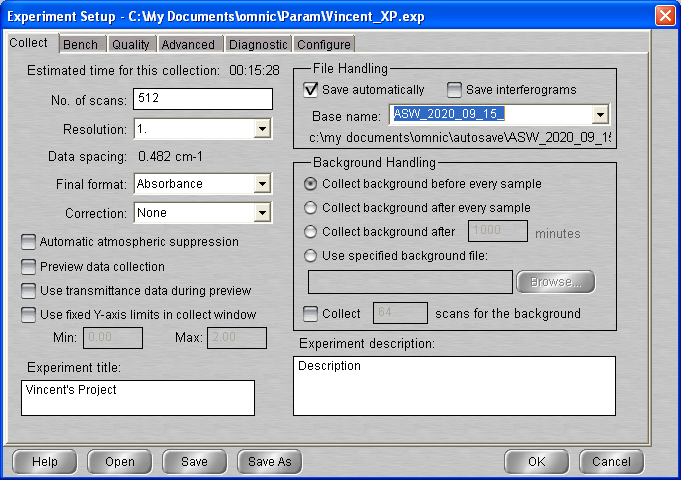 Experiment Setup - C:\My Documents\omnic\Param\Vincent_XP.exp
Collect Bench Quality Advanced Diagnostic Configure
Estimated time for this collection: 00:15:28
No. of scans: 512
Resolution: 1.
Data spacing: 0.482 cm-1
Final format: Absorbance
Correction: None
Automatic atmospheric suppression
Preview data collection
Use transmittance data during preview
Use fixed Y-axis limits in collect window
Min: 0.00 Max: 2.00
Experiment title:
Vincent's Project
File Handling
Save automatically Save interferograms
Base name: ASW_2020_09_15_
c:\my documents\omnic\autosave\ASW_2020_09_15
Background Handling
Collect background before every sample
Collect background after every sample
Collect background after 1000 minutes
Use specified background file:
Browse...
Collect 64 scans for the background
Experiment description:
Description
Help Open Save Save As OK Cancel